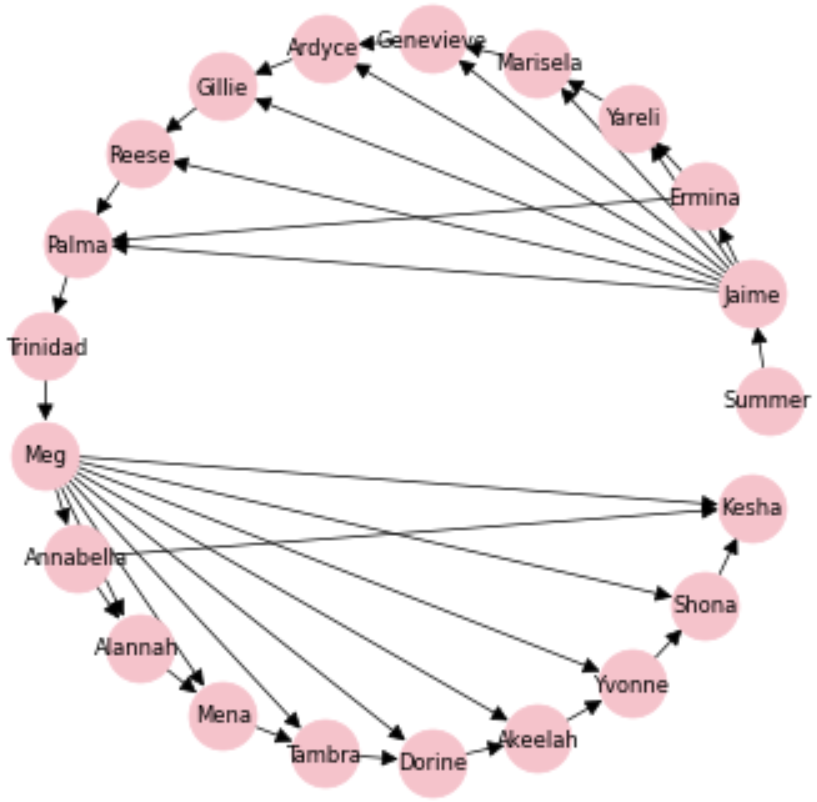 Genevieve
Ardyce
Marisela
Gillie
Yareli
Reese
Ermina
Palma
Jaime
Trinidad
Summer
Meg
Kesha
Annabella
Shona
Alannah
Yvonne
Mena
Akeelah
Tambra
Dorine